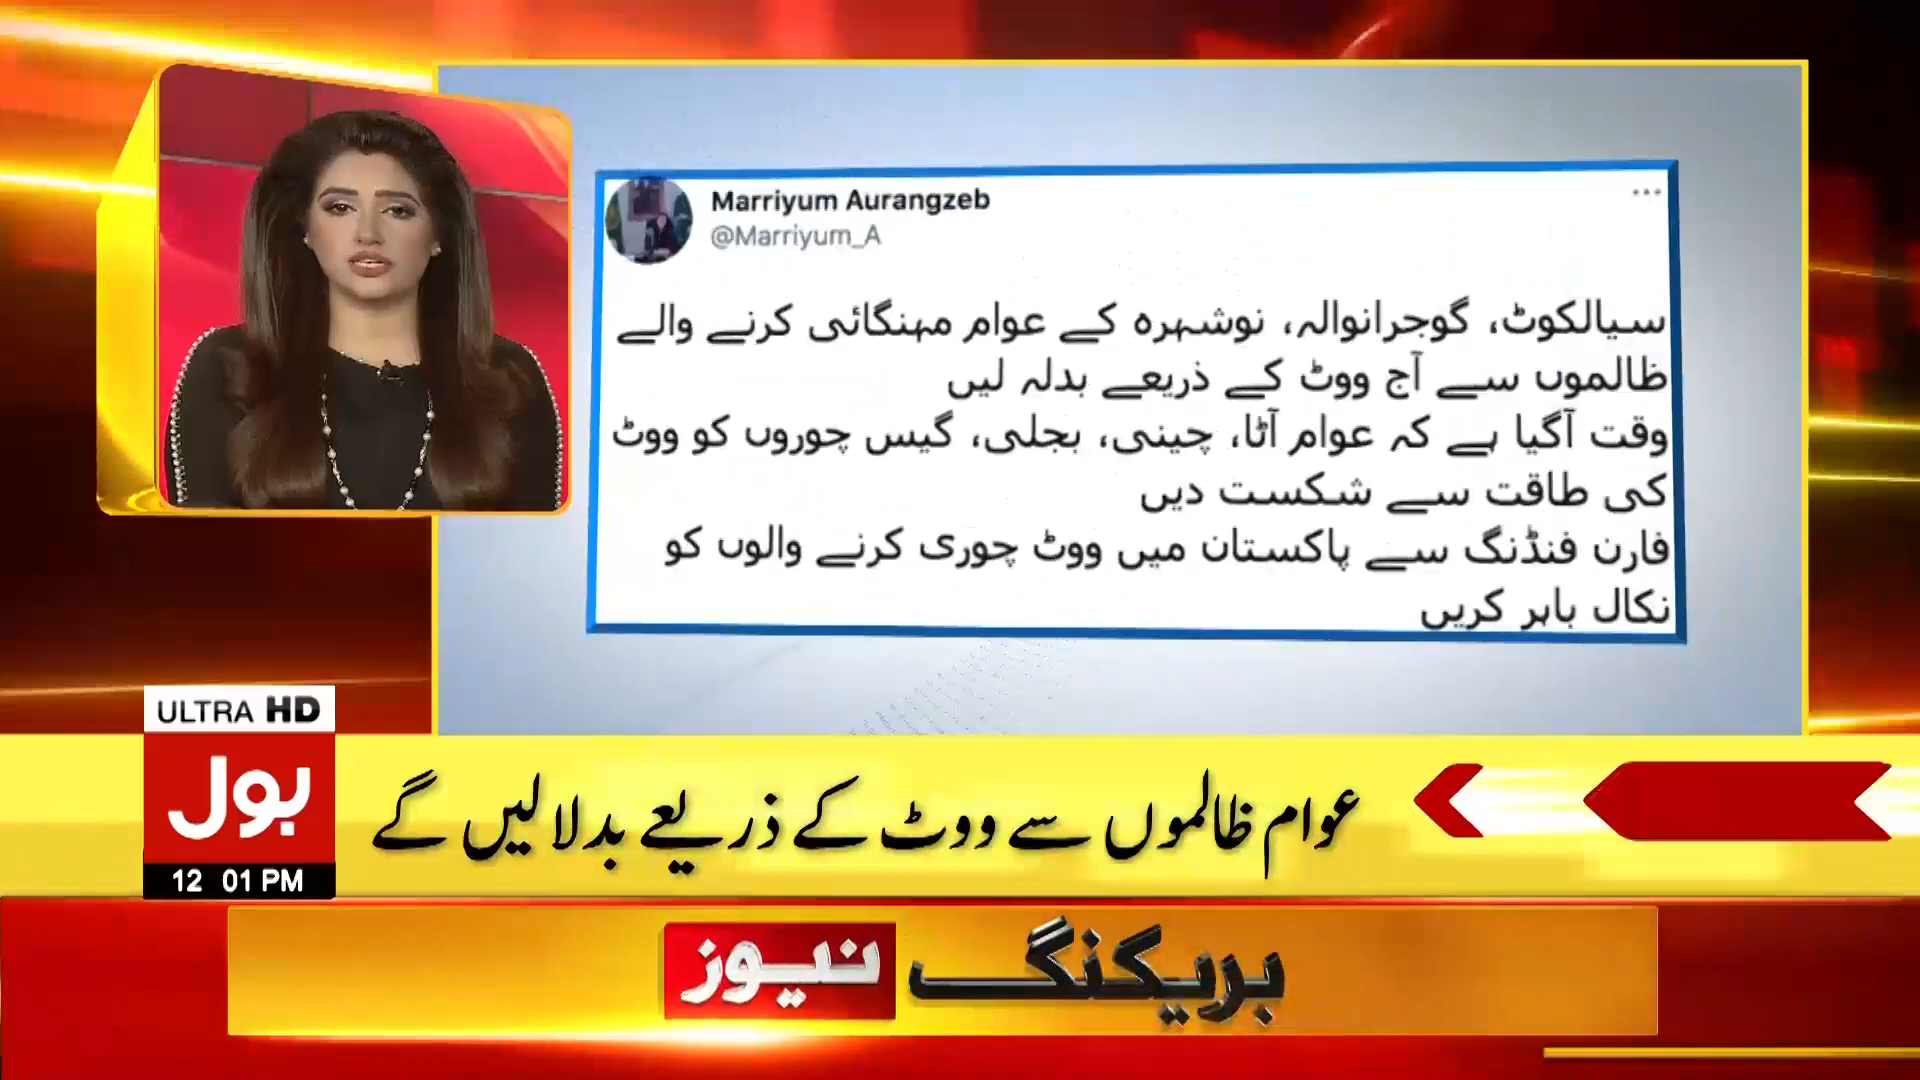 Marriyum Aurangzeb
@Marriyum_A
سیالکوٹ، گوجرانوالہ، نوشہرہ کے عوام مہنگائی کرنے والے
ظالموں سے آج ووٹ کے ذریعے بدلہ لیں
وقت آگیا ہے کہ عوام آٹا، چینی، بجلی، گیس چوروں کو ووٹ
کی طاقت سے شکست دیں
فارن فنڈنگ سے پاکستان میں ووٹ چوری کرنے والوں کو
نکال باہر کریں
ULTRA HD
بول
12 01 PM
عوام ظالموں سے ووٹ کے ذریعے بدلا لیں گے
بریکنگ نیوز